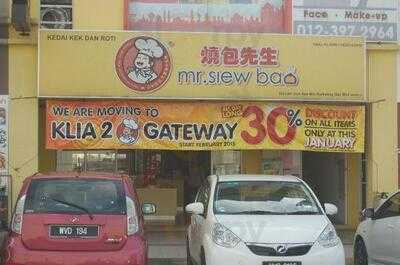 Face . Make-up
012-397 2964
KEDAI KEK DAN ROTI
燒包先生
mr.siew bao
WE ARE MOVING TO
KLIA 2 GATEWAY
START FEBRUARY 2015
30% DISCOUNT
ON ALL ITEMS
ONLY AT THIS
JANUARY
WVD 194